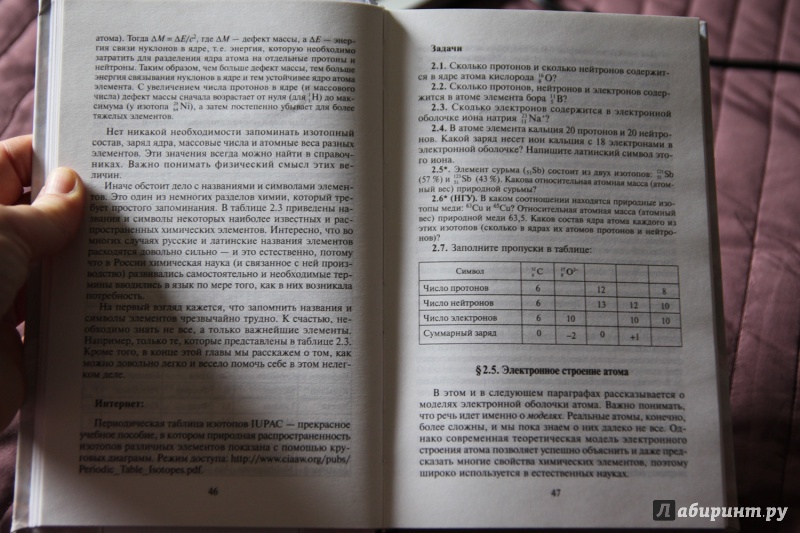 атома). Тогда ΔM = ΔE/c², где ΔM — дефект массы, а ΔE — энер-
гия связи нуклонов в ядре, т. е. энергия, которую необходимо
затратить для разделения ядра атома на отдельные протоны и
нейтроны. Таким образом, чем больше дефект массы, тем больше
энергия связывания нуклонов в ядре и тем устойчивее ядро атома
элемента. С увеличением числа протонов в ядре (и массового
числа) дефект массы сначала возрастает от нуля (для ¹₁H) до мак-
симума (у изотопа Ni), а затем постепенно убывает для более
тяжелых элементов.
Нет никакой необходимости запоминать изотопный
состав, заряд ядра, массовые числа и атомные веса разных
элементов. Эти значения всегда можно найти в справоч-
никах. Важно понимать физический смысл этих ве-
личин.
Иначе обстоит дело с названиями и символами элемен-
тов. Это один из немногих разделов химии, который тре-
бует простого запоминания. В таблице 2.3 приведены на-
звания и символы некоторых наиболее известных и рас-
пространенных химических элементов. Интересно, что во
многих случаях русские и латинские названия элементов
расходятся довольно сильно — и это естественно, потому
что в России химическая наука (и связанное с ней произ-
водство) развивались самостоятельно и необходимые тер-
мины вводились в язык по мере того, как в них возникала
потребность.
На первый взгляд кажется, что запомнить названия и
символы элементов чрезвычайно трудно. К счастью, не-
обходимо знать не все, а только важнейшие элементы.
Например, только те, которые представлены в таблице 2.3.
Кроме того, в конце этой главы мы расскажем о том, как
можно довольно легко и весело помочь себе в этом нелег-
ком деле.
Интернет:
Периодическая таблица изотопов IUPAC — прекрасное
учебное пособие, в котором природная распространенность
изотопов различных элементов показана с помощью кру-
говых диаграмм. Режим доступа: http://www.ciaaw.org/pubs/
Periodic_Table_Isotopes.pdf.
46
Задачи
2.1. Сколько протонов и сколько нейтронов содержит-
ся в ядре атома кислорода O?
2.2. Сколько протонов, нейтронов и электронов содер-
жится в атоме элемента бора B?
2.3. Сколько электронов содержится в электронной
оболочке иона натрия Na⁺?
2.4. В атоме элемента кальция 20 протонов и 20 нейтро-
нов. Какой заряд несет ион кальция с 18 электронами в
электронной оболочке? Напишите латинский символ это-
го иона.
2.5*. Элемент сурьма (₅₁Sb) состоит из двух изотопов: Sb
(57 %) и Sb (43 %). Какова относительная атомная масса (атом-
ный вес) природной сурьмы?
2.6* (НГУ). В каком соотношении находятся природные изо-
топы меди: ⁶³Cu и ⁶⁵Cu? Относительная атомная масса (атомный
вес) природной меди 63,5. Каков состав ядра атома каждого из
этих изотопов (сколько в ядрах их атомов протонов и нейтро-
нов)?
2.7. Заполните пропуски в таблице:
Символ C O²⁻
Число протонов 6 12 8
Число нейтронов 6 13 12 10
Число электронов 6 10 10 10
Суммарный заряд 0 −2 0 +1
§ 2.5. Электронное строение атома
В этом и в следующем параграфах рассказывается о
моделях электронной оболочки атома. Важно понимать,
что речь идет именно о моделях. Реальные атомы, конечно,
более сложны, и мы пока знаем о них далеко не все. Од-
нако современная теоретическая модель электронного
строения атома позволяет успешно объяснить и даже пред-
сказать многие свойства химических элементов, поэтому
широко используется в естественных науках.
47
Лабиринт.ру